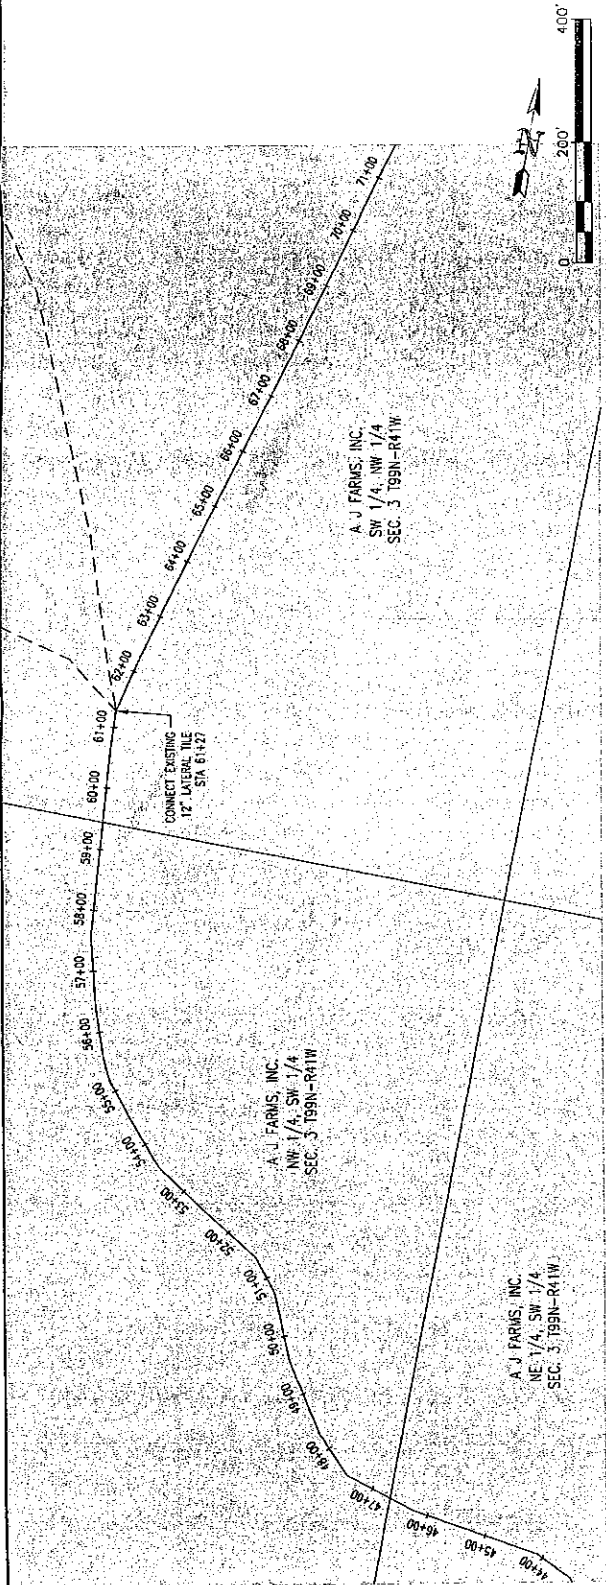 0
200'
400'
N
44+00
45+00
46+00
47+00
48+00
49+00
50+00
51+00
52+00
53+00
54+00
55+00
56+00
57+00
58+00
59+00
60+00
61+00
62+00
63+00
64+00
65+00
66+00
67+00
68+00
69+00
70+00
71+00
CONNECT EXISTING
12" LATERAL TILE
STA 61+27
A J FARMS, INC.
SW 1/4, NW 1/4
SEC. 3 T99N-R41W
A J FARMS, INC.
NW 1/4, SW 1/4
SEC. 3 T99N-R41W
A J FARMS, INC.
NE 1/4, SW 1/4
SEC. 3 T99N-R41W